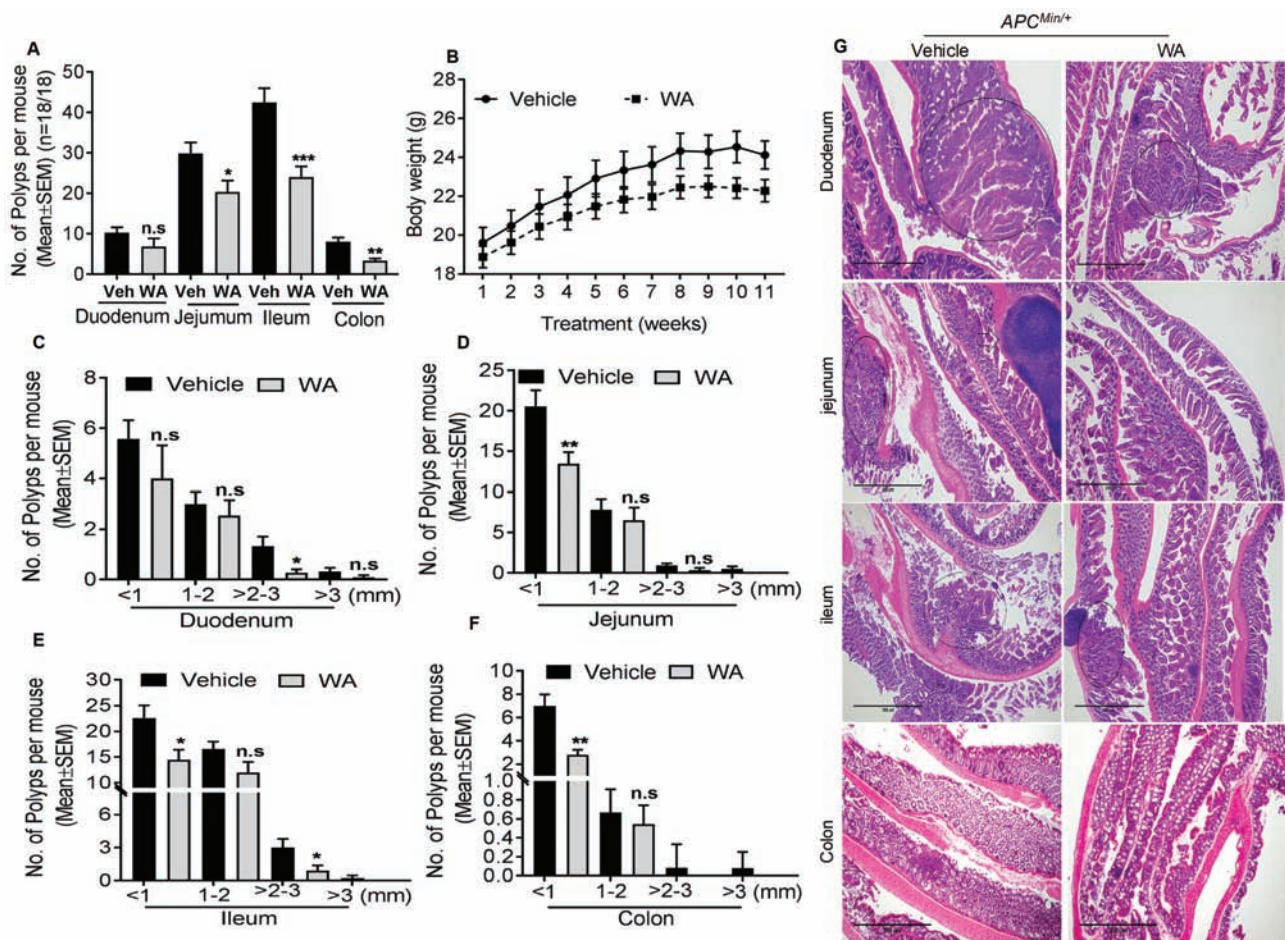 A
No. of Polyps per mouse
(Mean±SEM) (n=18/18)
50
40
30
20
10
0
n.s
*
***
**
Veh WA Veh WA Veh WA Veh WA
Duodenum Jejumum Ileum Colon
B
Vehicle WA
Body weight (g)
26
24
22
20
18
1 2 3 4 5 6 7 8 9 10 11
Treatment (weeks)
C
Vehicle WA
No. of Polyps per mouse
(Mean±SEM)
8
6
4
2
0
n.s
n.s
*
n.s
<1 1-2 >2-3 >3 (mm)
Duodenum
D
Vehicle WA
No. of Polyps per mouse
(Mean±SEM)
25
20
15
10
5
0
**
n.s
n.s
<1 1-2 >2-3 >3 (mm)
Jejunum
E
Vehicle WA
No. of Polyps per mouse
(Mean±SEM)
30
25
20
15
10
6
3
0
*
n.s
*
<1 1-2 >2-3 >3 (mm)
Ileum
F
Vehicle WA
No. of Polyps per mouse
(Mean±SEM)
10
8
6
4
2
1.0
0.8
0.6
0.4
0.2
0.0
**
n.s
<1 1-2 >2-3 >3 (mm)
Colon
G
APC^Min/+
Vehicle WA
Duodenum
jejunum
ileum
Colon